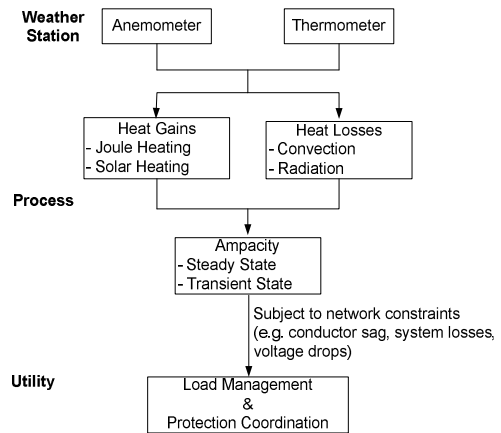 Weather
Station
Anemometer
Thermometer
Heat Gains
- Joule Heating
- Solar Heating
Heat Losses
- Convection
- Radiation
Process
Ampacity
- Steady State
- Transient State
Subject to network constraints
(e.g. conductor sag, system losses,
voltage drops)
Utility
Load Management
&
Protection Coordination